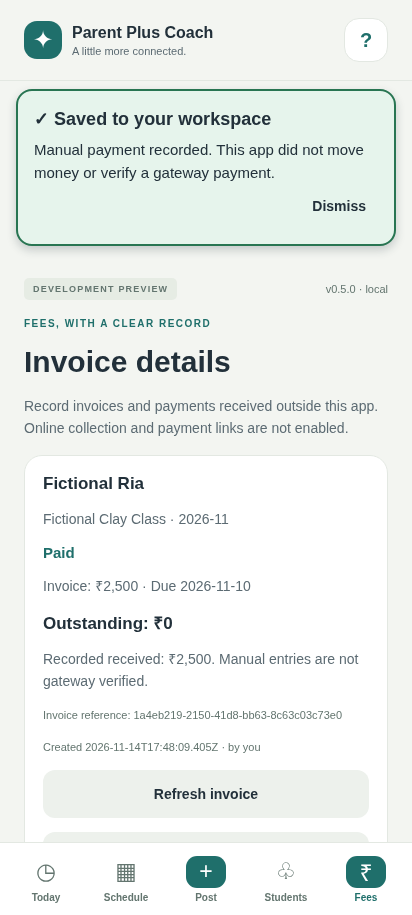 Parent Plus Coach
A little more connected.
?
✓ Saved to your workspace
Manual payment recorded. This app did not move
money or verify a gateway payment.
Dismiss
DEVELOPMENT PREVIEW
v0.5.0 · local
FEES, WITH A CLEAR RECORD
Invoice details
Record invoices and payments received outside this app.
Online collection and payment links are not enabled.
Fictional Ria
Fictional Clay Class · 2026-11
Paid
Invoice: ₹2,500 · Due 2026-11-10
Outstanding: ₹0
Recorded received: ₹2,500. Manual entries are not
gateway verified.
Invoice reference: 1a4eb219-2150-41d8-bb63-8c63c03c73e0
Created 2026-11-14T17:48:09.405Z · by you
Refresh invoice
Today
Schedule
+
Post
Students
₹
Fees